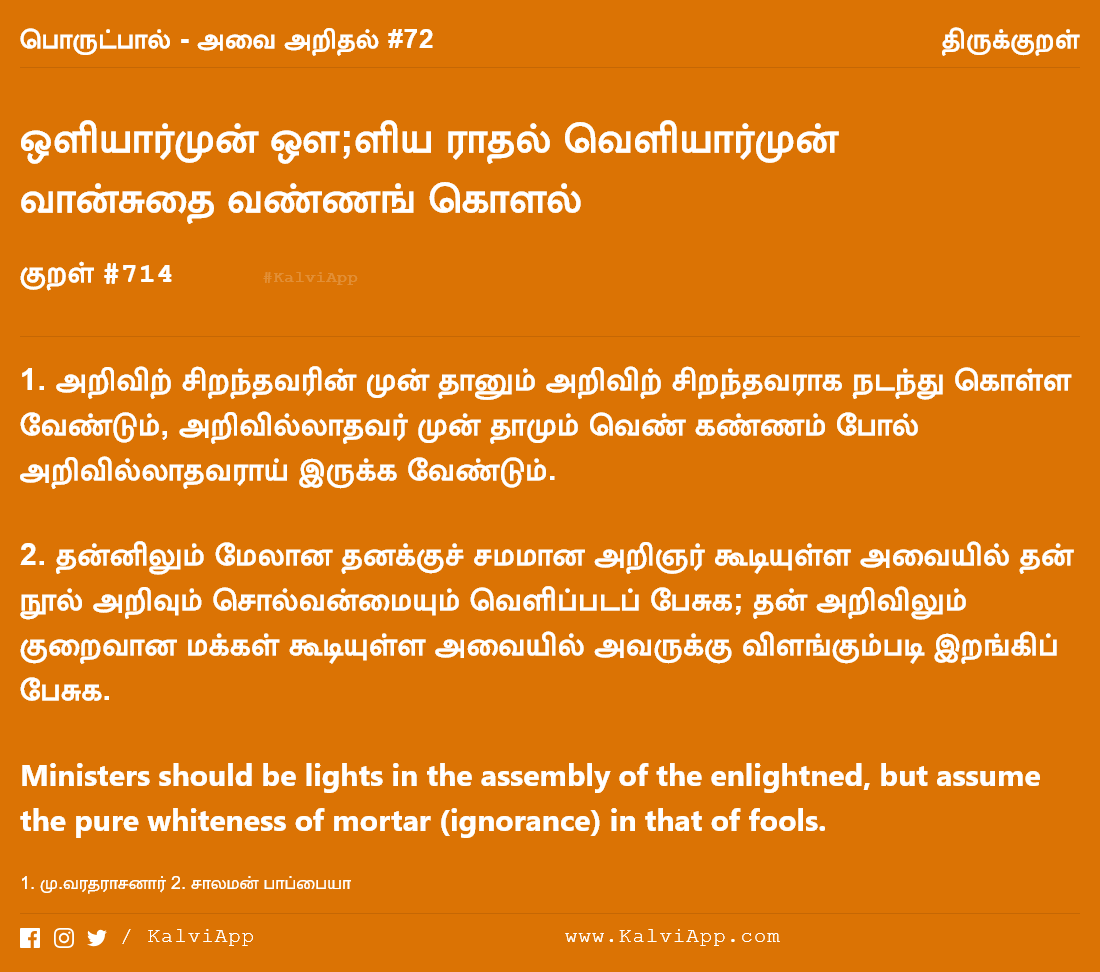 பொருட்பால் - அவை அறிதல் #72 திருக்குறள்
ஒளியார்முன் ஔ;ளிய ராதல் வெளியார்முன்
வான்சுதை வண்ணங் கொளல்
குறள் #714 #KalviApp
1. அறிவிற் சிறந்தவரின் முன் தானும் அறிவிற் சிறந்தவராக நடந்து கொள்ள
வேண்டும், அறிவில்லாதவர் முன் தாமும் வெண் கண்ணம் போல்
அறிவில்லாதவராய் இருக்க வேண்டும்.
2. தன்னிலும் மேலான தனக்குச் சமமான அறிஞர் கூடியுள்ள அவையில் தன்
நூல் அறிவும் சொல்வன்மையும் வெளிப்படப் பேசுக; தன் அறிவிலும்
குறைவான மக்கள் கூடியுள்ள அவையில் அவருக்கு விளங்கும்படி இறங்கிப்
பேசுக.
Ministers should be lights in the assembly of the enlightned, but assume
the pure whiteness of mortar (ignorance) in that of fools.
1. மு.வரதராசனார் 2. சாலமன் பாப்பையா
/ KalviApp www.KalviApp.com